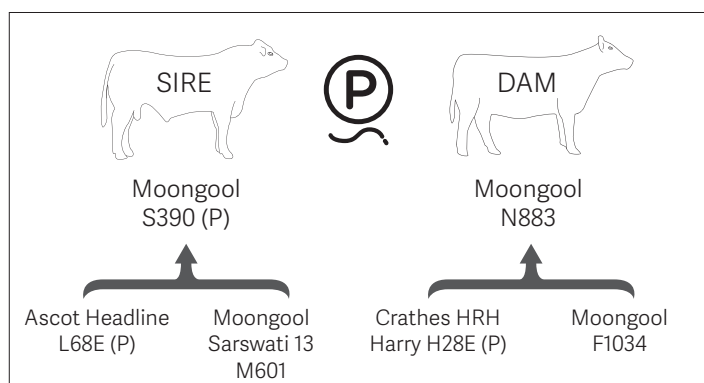 SIRE
P
DAM
Moongool
S390 (P)
Moongool
N883
Ascot Headline
L68E (P)
Moongool
Sarswati 13
M601
Crathes HRH
Harry H28E (P)
Moongool
F1034